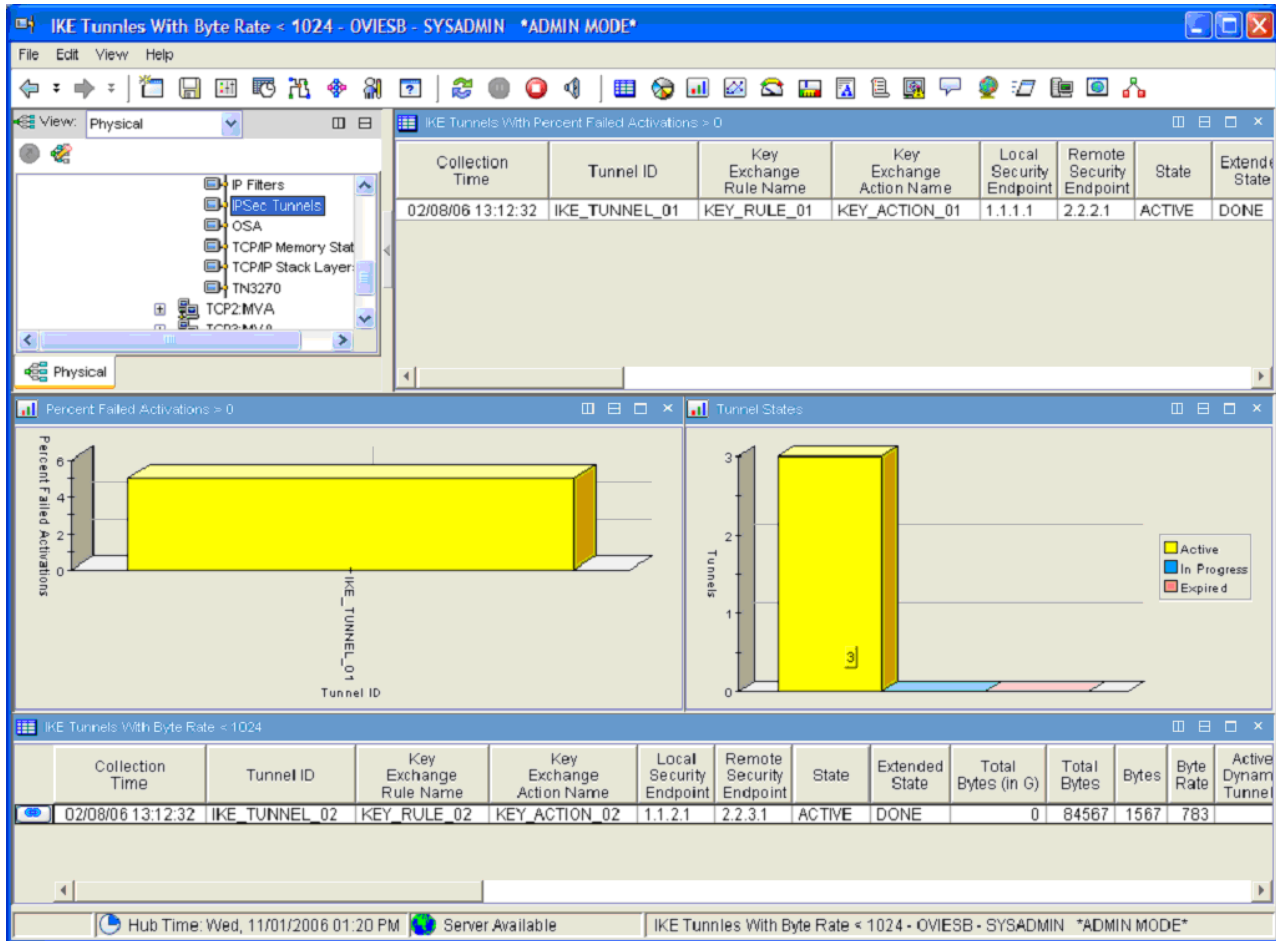 IKE Tunnles With Byte Rate < 1024 - OVIESB - SYSADMIN *ADMIN MODE*
File Edit View Help
View: Physical
IP Filters
IPSec Tunnels
OSA
TCP/IP Memory Stat
TCP/IP Stack Layer
TN3270
TCP2:MVA
Physical
IKE Tunnels With Percent Failed Activations > 0
Collection Time Tunnel ID Key Exchange Rule Name Key Exchange Action Name Local Security Endpoint Remote Security Endpoint State Extende State
02/08/06 13:12:32 IKE_TUNNEL_01 KEY_RULE_01 KEY_ACTION_01 1.1.1.1 2.2.2.1 ACTIVE DONE
Percent Failed Activations > 0
Percent Failed Activations
6
4
2
0
IKE_TUNNEL_01
Tunnel ID
Tunnel States
Tunnels
3
2
1
0
3
Active
In Progress
Expired
IKE Tunnels With Byte Rate < 1024
Collection Time Tunnel ID Key Exchange Rule Name Key Exchange Action Name Local Security Endpoint Remote Security Endpoint State Extended State Total Bytes (in G) Total Bytes Bytes Byte Rate Active Dynam Tunnel
02/08/06 13:12:32 IKE_TUNNEL_02 KEY_RULE_02 KEY_ACTION_02 1.1.2.1 2.2.3.1 ACTIVE DONE 0 84567 1567 783
Hub Time: Wed, 11/01/2006 01:20 PM Server Available IKE Tunnles With Byte Rate < 1024 - OVIESB - SYSADMIN *ADMIN MODE*